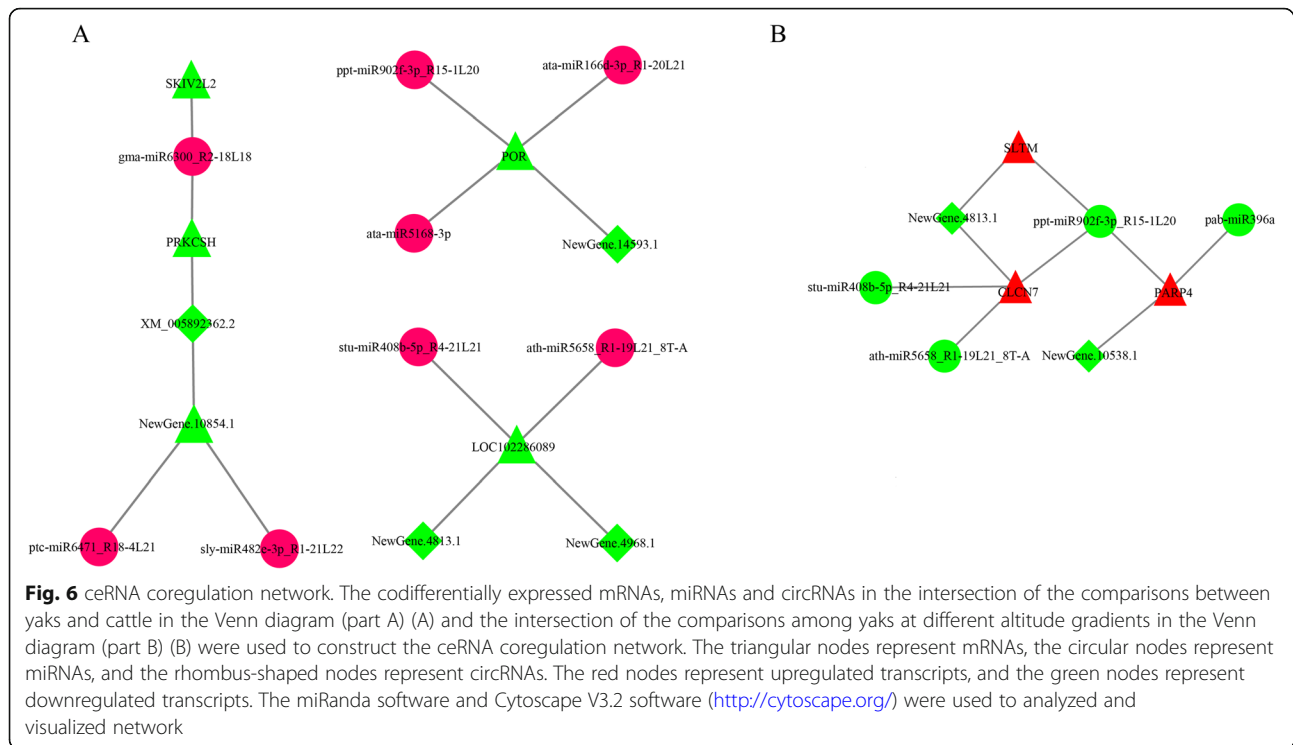 A
B
SKIV2L2
gma-miR6300_R2-18L18
PRKCSH
XM_005892362.2
NewGene.10854.1
ptc-miR6471_R18-4L21
sly-miR482e-3p_R1-21L22
ppt-miR902f-3p_R15-1L20
ata-miR166d-3p_R1-20L21
POR
ata-miR5168-3p
NewGene.14593.1
stu-miR408b-5p_R4-21L21
ath-miR5658_R1-19L21_8T-A
LOC102286089
NewGene.4813.1
NewGene.4968.1
SLTM
NewGene.4813.1
ppt-miR902f-3p_R15-1L20
pab-miR396a
stu-miR408b-5p_R4-21L21
CLCN7
PARP4
ath-miR5658_R1-19L21_8T-A
NewGene.10538.1
Fig. 6 ceRNA coregulation network. The codifferentially expressed mRNAs, miRNAs and circRNAs in the intersection of the comparisons between
yaks and cattle in the Venn diagram (part A) (A) and the intersection of the comparisons among yaks at different altitude gradients in the Venn
diagram (part B) (B) were used to construct the ceRNA coregulation network. The triangular nodes represent mRNAs, the circular nodes represent
miRNAs, and the rhombus-shaped nodes represent circRNAs. The red nodes represent upregulated transcripts, and the green nodes represent
downregulated transcripts. The miRanda software and Cytoscape V3.2 software (http://cytoscape.org/) were used to analyzed and
visualized network